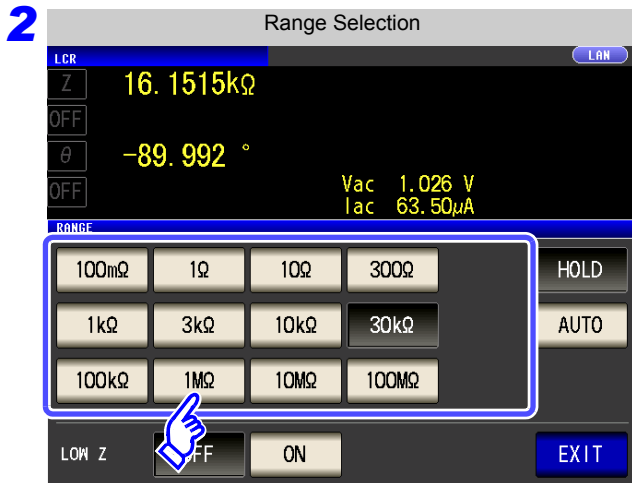 2
Range Selection
LCR
LAN
Z 16.1515kΩ
OFF
θ -89.992 °
OFF
Vac 1.026 V
Iac 63.50μA
RANGE
100mΩ 1Ω 10Ω 300Ω HOLD
1kΩ 3kΩ 10kΩ 30kΩ AUTO
100kΩ 1MΩ 10MΩ 100MΩ
LOW Z OFF ON EXIT